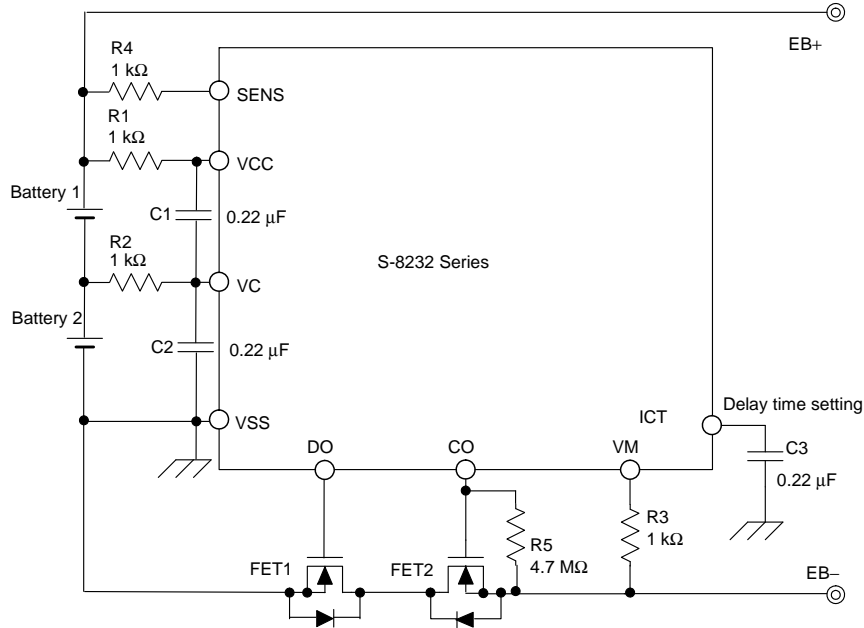 EB+
R4
1 kΩ
SENS
R1
1 kΩ
VCC
Battery 1
C1
0.22 μF
R2
1 kΩ
S-8232 Series
VC
Battery 2
C2
0.22 μF
Delay time setting
ICT
VSS
DO
CO
VM
C3
0.22 μF
R3
1 kΩ
R5
4.7 MΩ
FET1
FET2
EB−